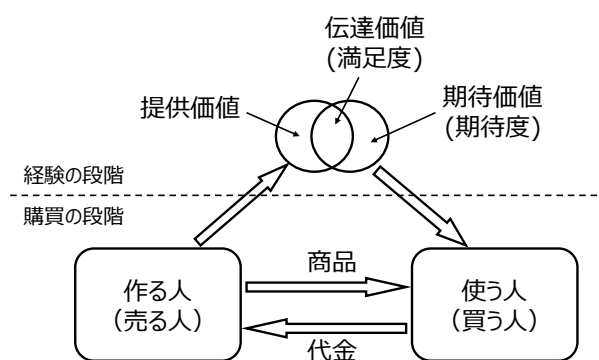 伝達価値
(満足度)
提供価値
期待価値
(期待度)
経験の段階
購買の段階
商品
作る人
(売る人)
使う人
(買う人)
代金